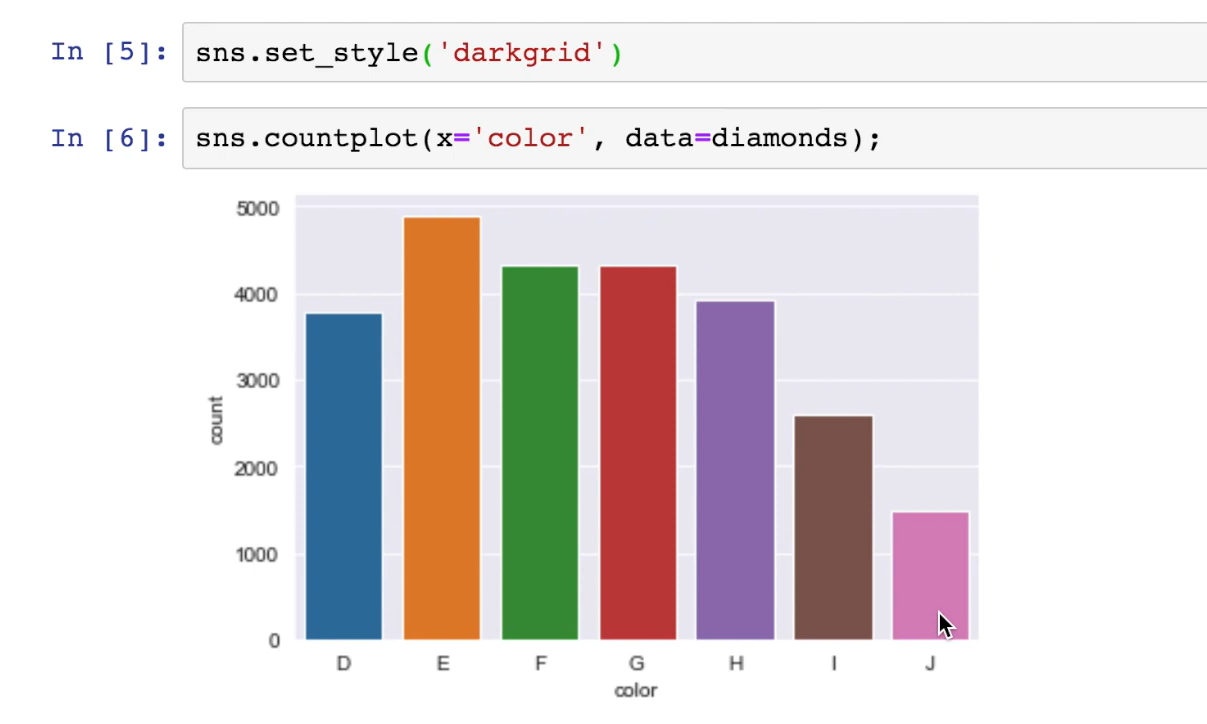 In [5]: sns.set_style('darkgrid')
In [6]: sns.countplot(x='color', data=diamonds);
5000
4000
3000
2000
1000
0
count
D E F G H I J
color